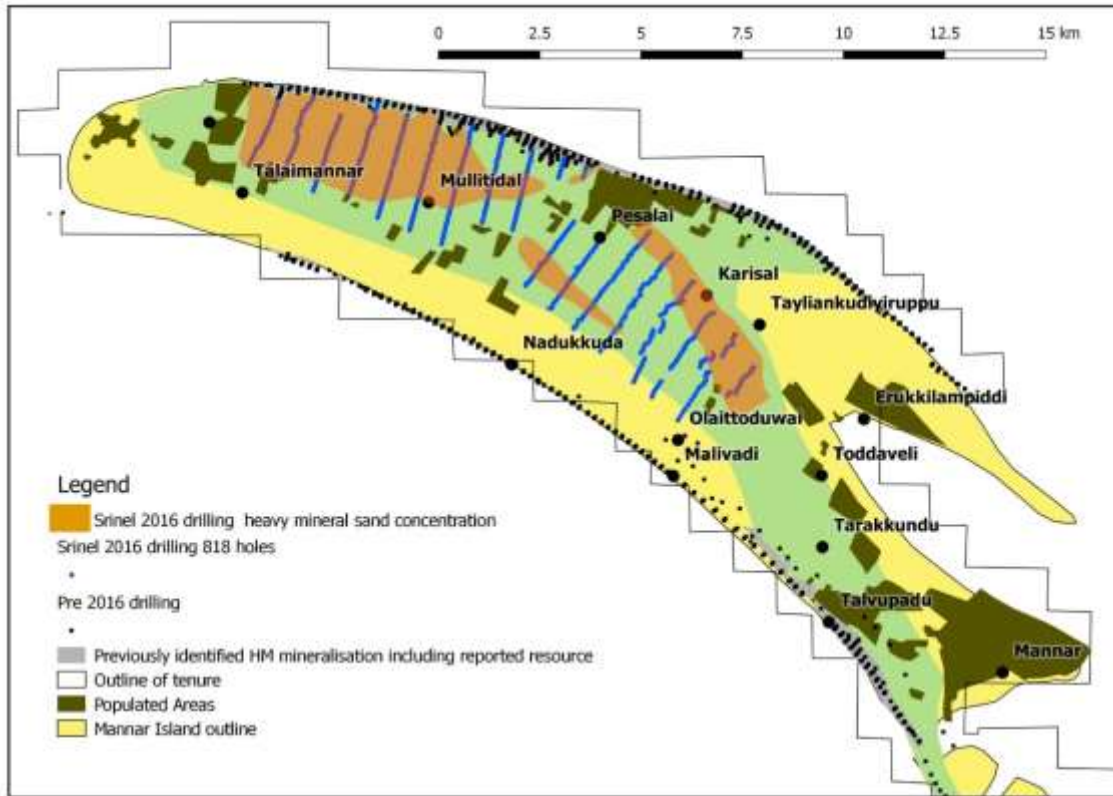 0 2.5 5 7.5 10 12.5 15 km
Talaimannar
Mullitidal
Pesalai
Karisal
Tayliankudiyiruppu
Nadukkuda
Erukkilampiddi
Olaittoduwai
Malivadi
Toddaveli
Tarakkundu
Talvupadu
Mannar
Legend
Srinel 2016 drilling heavy mineral sand concentration
Srinel 2016 drilling 818 holes
Pre 2016 drilling
Previously identified HM mineralisation including reported resource
Outline of tenure
Populated Areas
Mannar Island outline